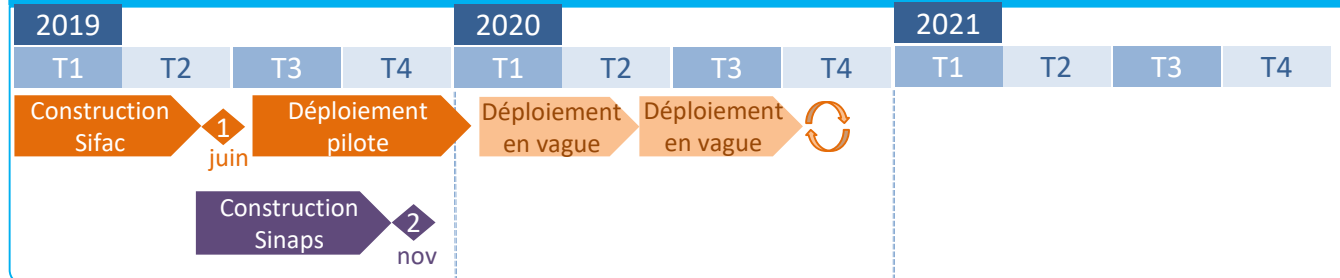 2019
2020
2021
T1 T2 T3 T4 T1 T2 T3 T4 T1 T2 T3 T4
Construction
Sifac
1
juin
Déploiement
pilote
Déploiement
en vague
Déploiement
en vague
Construction
Sinaps
2
nov